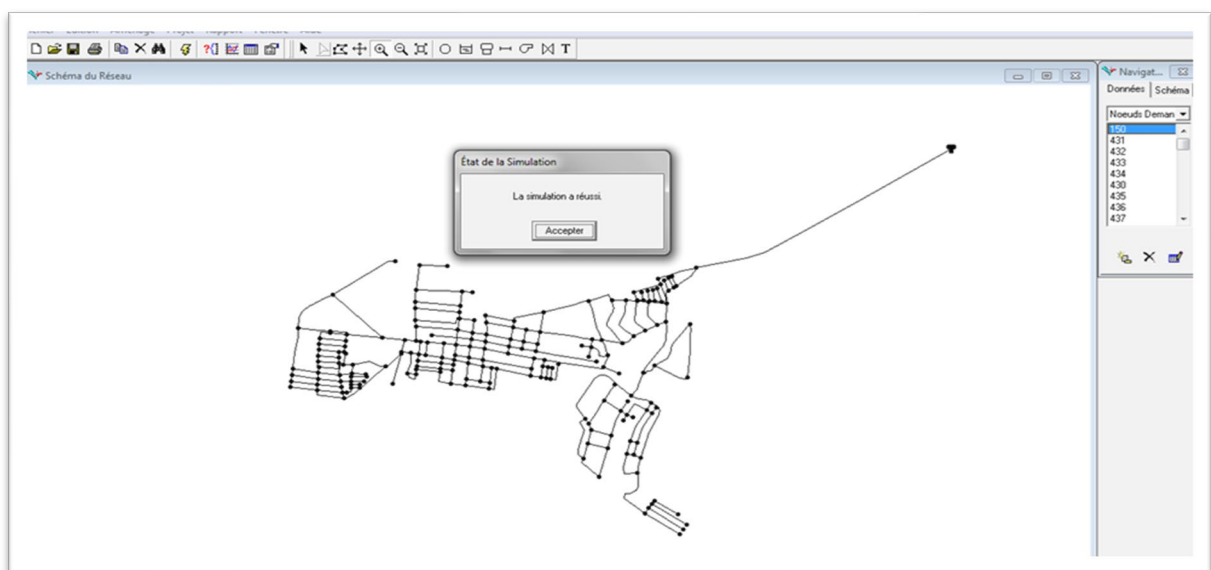 T
Schéma du Réseau
État de la Simulation
La simulation a réussi.
Accepter
Navigat...
Données
Schéma
Noeuds Deman
150
431
432
433
434
430
435
436
437